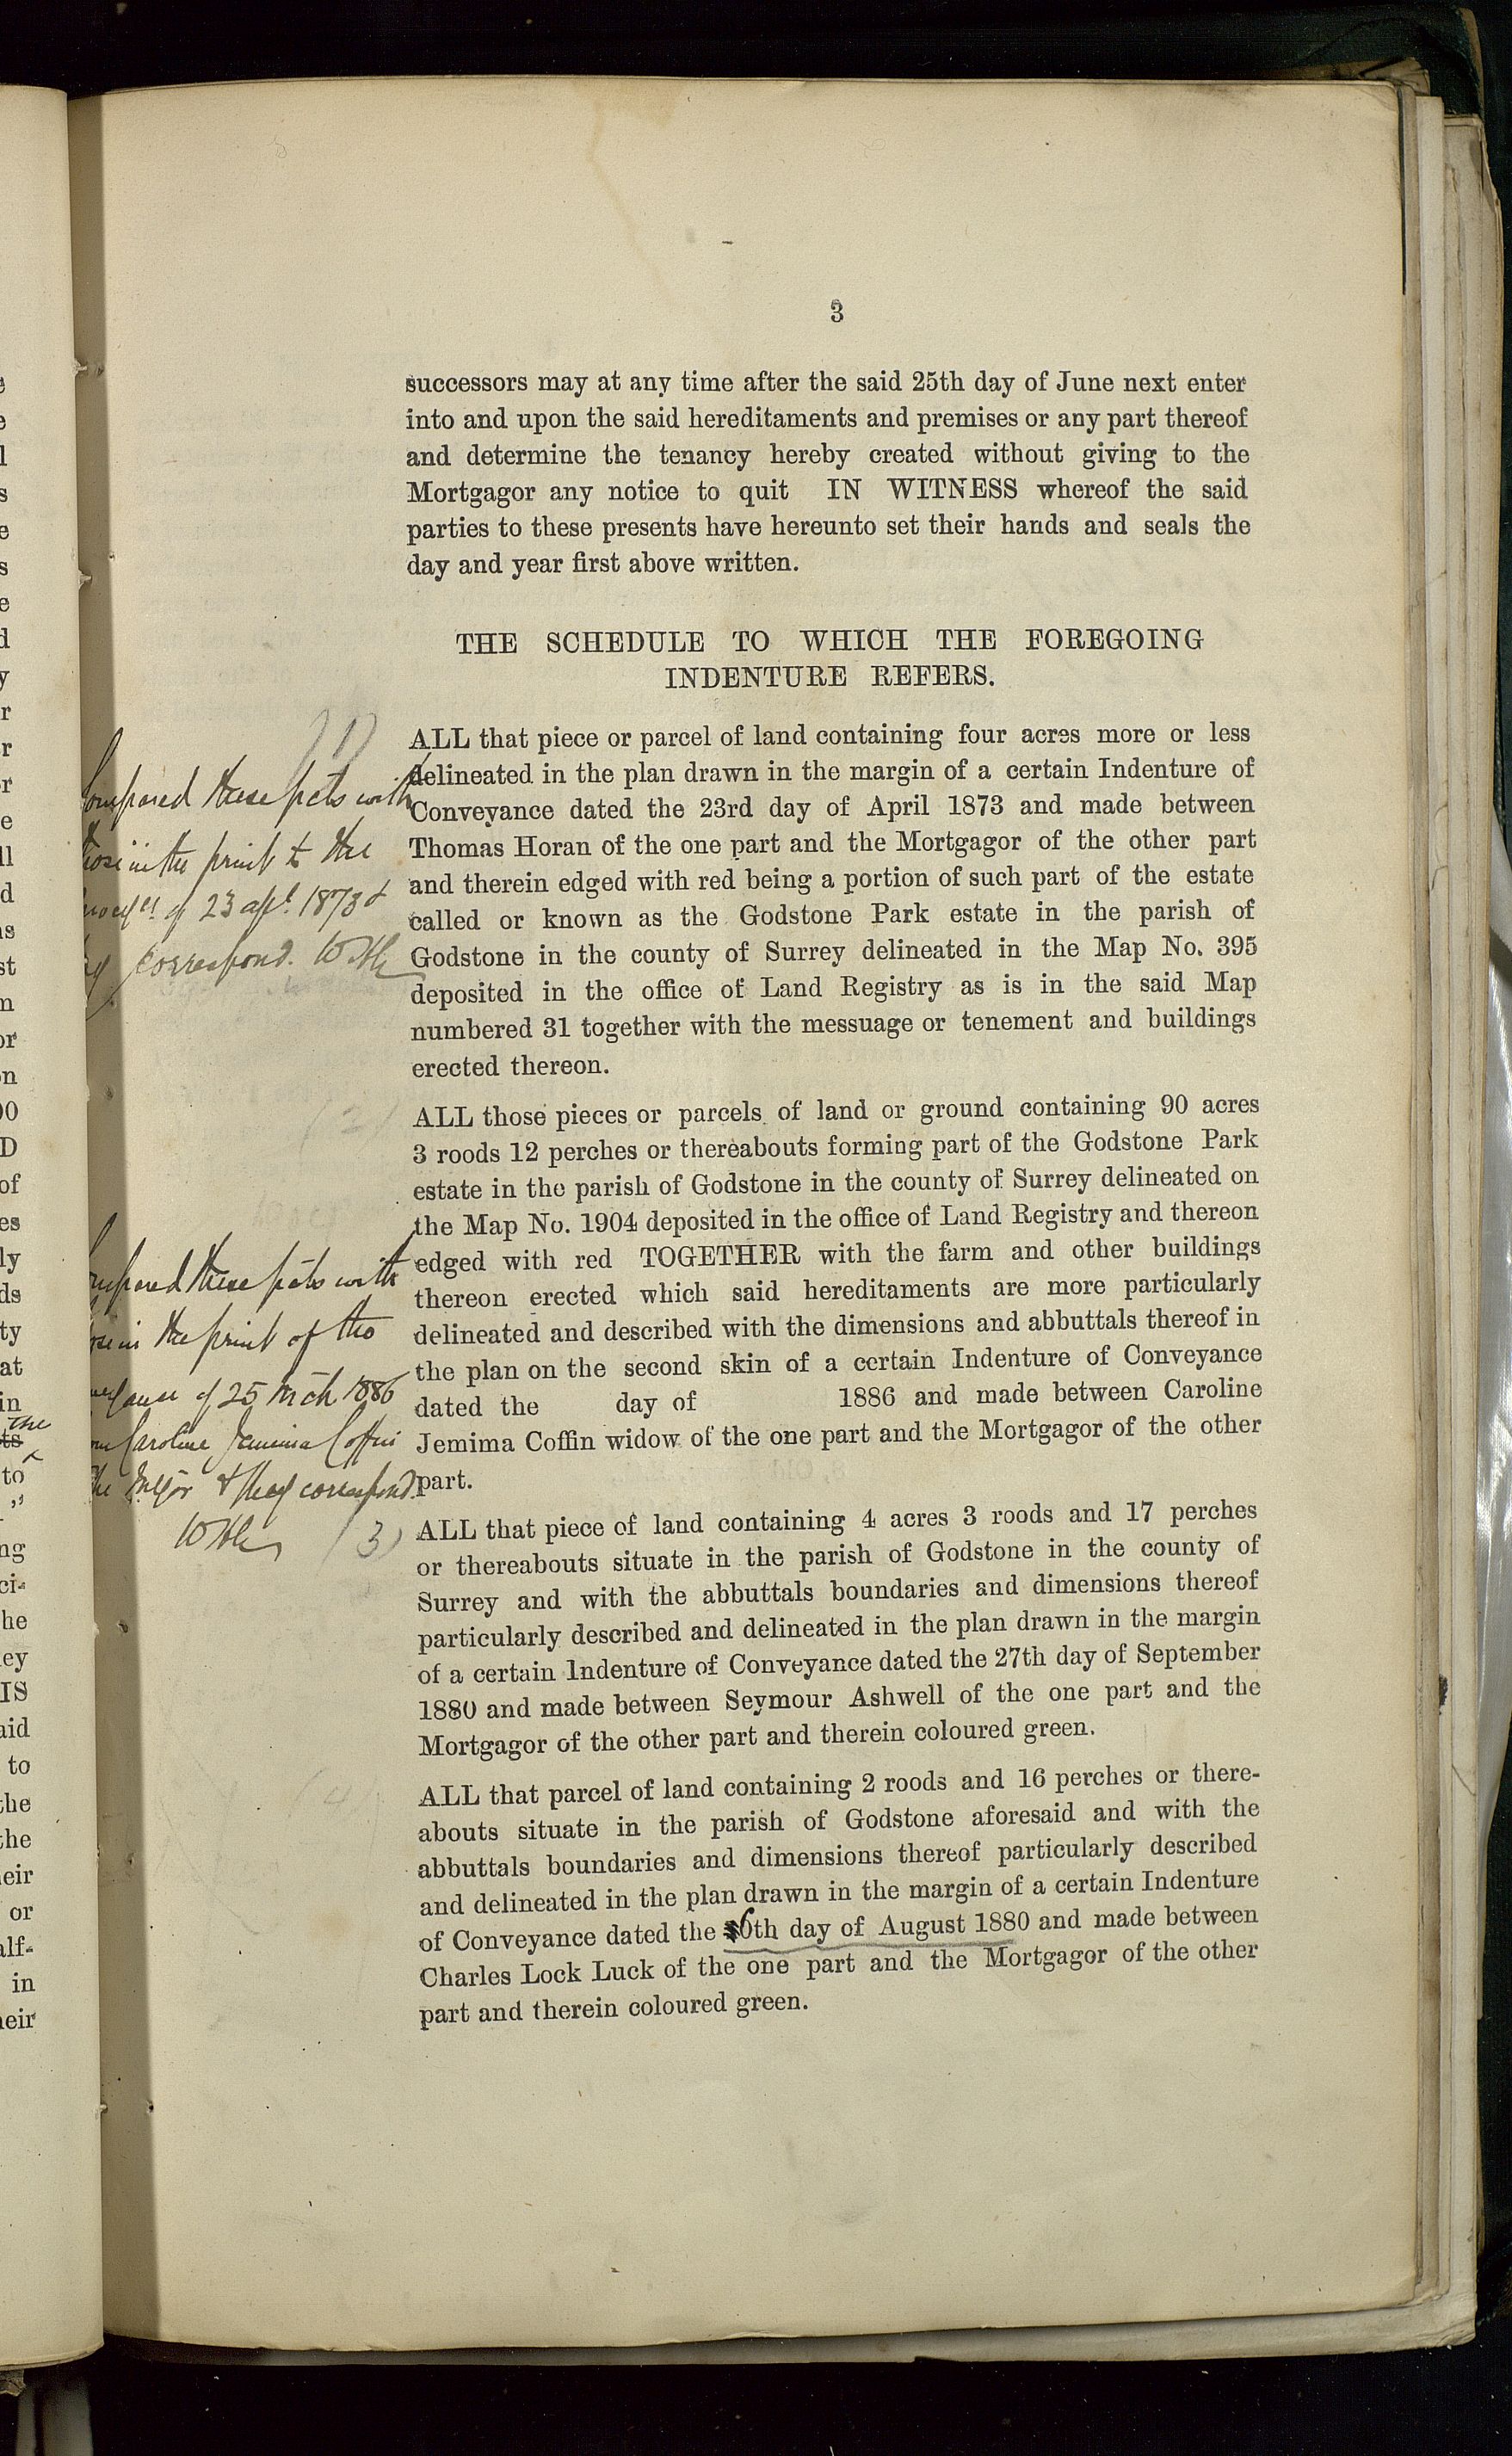 3
successors may at any time after the said 25th day of June next enter
into and upon the said hereditaments and premises or any part thereof
and determine the tenancy hereby created without giving to the
Mortgagor any notice to quit IN WITNESS whereof the said
parties to these presents have hereunto set their hands and seals the
day and year first above written.
THE SCHEDULE TO WHICH THE FOREGOING
INDENTURE REFERS.
(1)
ALL that piece or parcel of land containing four acres more or less
delineated in the plan drawn in the margin of a certain Indenture of
Conveyance dated the 23rd day of April 1873 and made between
Thomas Horan of the one part and the Mortgagor of the other part
and therein edged with red being a portion of such part of the estate
called or known as the Godstone Park estate in the parish of
Godstone in the county of Surrey delineated in the Map No. 395
deposited in the office of Land Registry as is in the said Map
numbered 31 together with the messuage or tenement and buildings
erected thereon.
Compared these pcts with
those in the print to the
of 23 Apl. 1873 &
correspond.
(2)
ALL those pieces or parcels of land or ground containing 90 acres
3 roods 12 perches or thereabouts forming part of the Godstone Park
estate in the parish of Godstone in the county of Surrey delineated on
the Map No. 1904 deposited in the office of Land Registry and thereon
edged with red TOGETHER with the farm and other buildings
thereon erected which said hereditaments are more particularly
delineated and described with the dimensions and abbuttals thereof in
the plan on the second skin of a certain Indenture of Conveyance
dated the day of 1886 and made between Caroline
Jemima Coffin widow of the one part and the Mortgagor of the other
part.
Compared these pcts with
in the print of the
of 25 March 1886
Caroline Jemima Coffin
the Mtgor & they correspond.
(3)
ALL that piece of land containing 4 acres 3 roods and 17 perches
or thereabouts situate in the parish of Godstone in the county of
Surrey and with the abbuttals boundaries and dimensions thereof
particularly described and delineated in the plan drawn in the margin
of a certain Indenture of Conveyance dated the 27th day of September
1880 and made between Seymour Ashwell of the one part and the
Mortgagor of the other part and therein coloured green.
(4)
ALL that parcel of land containing 2 roods and 16 perches or there-
abouts situate in the parish of Godstone aforesaid and with the
abbuttals boundaries and dimensions thereof particularly described
and delineated in the plan drawn in the margin of a certain Indenture
of Conveyance dated the 6th day of August 1880 and made between
Charles Lock Luck of the one part and the Mortgagor of the other
part and therein coloured green.